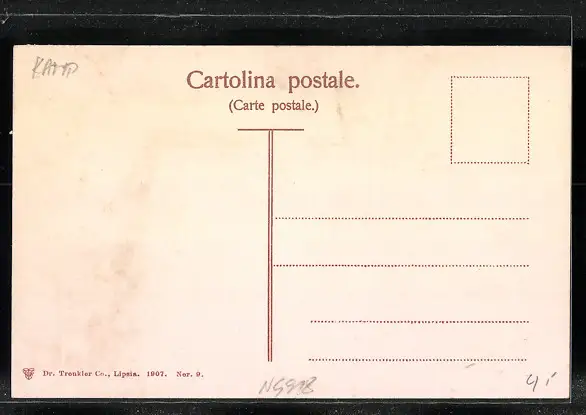 Cartolina postale.
(Carte postale.)
Dr. Trenkler Co., Lipsia. 1907. Ner. 9.